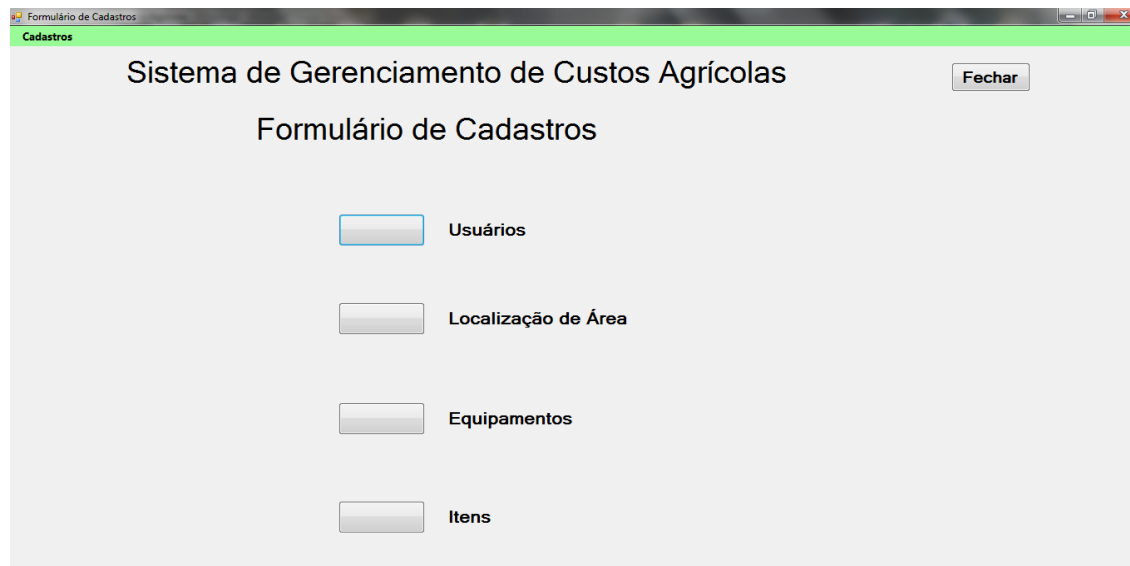 Formulário de Cadastros
Cadastros
Sistema de Gerenciamento de Custos Agrícolas
Fechar
Formulário de Cadastros
Usuários
Localização de Área
Equipamentos
Itens